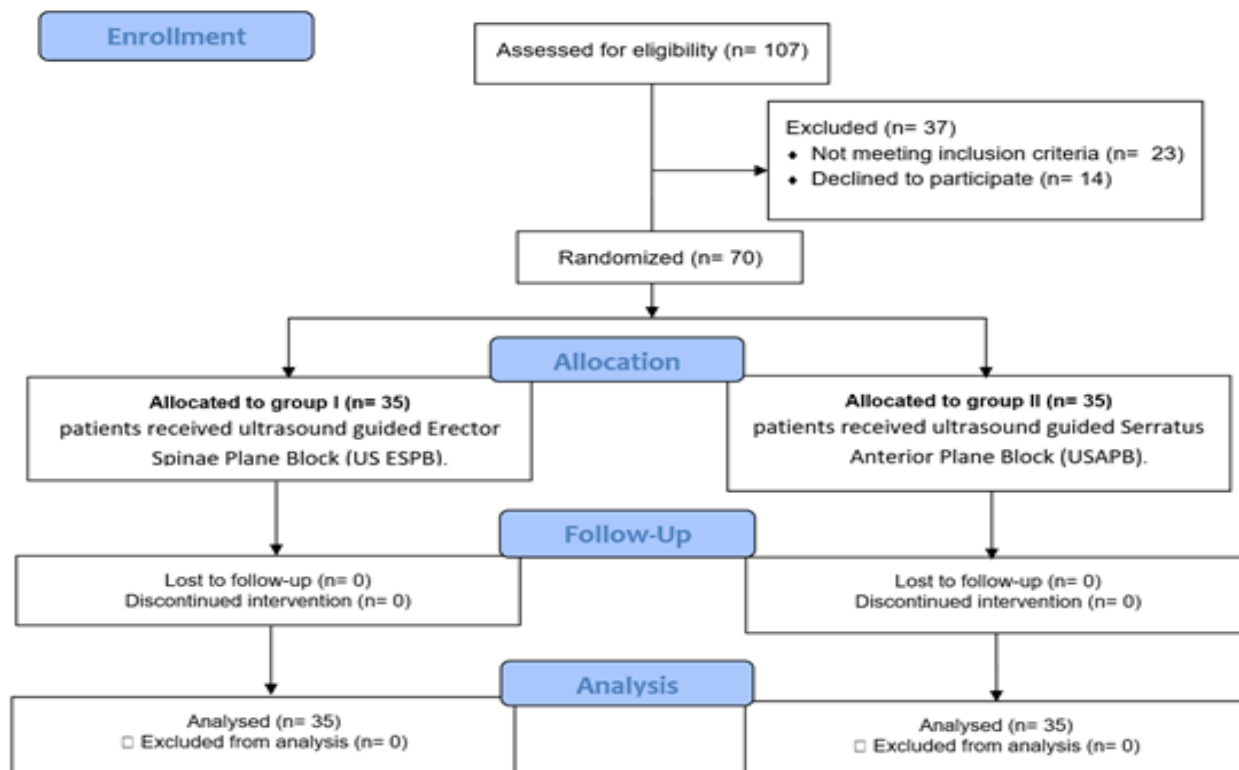 Enrollment
Assessed for eligibility (n= 107)
Excluded (n= 37)
⬥ Not meeting inclusion criteria (n=  23)
⬥ Declined to participate (n= 14)
Randomized (n= 70)
Allocation
Allocated to group I (n= 35)
patients received ultrasound guided Erector
Spinae Plane Block (US ESPB).
Allocated to group II (n= 35)
patients received ultrasound guided Serratus
Anterior Plane Block (USAPB).
Follow-Up
Lost to follow-up (n= 0)
Discontinued intervention (n= 0)
Lost to follow-up (n= 0)
Discontinued intervention (n= 0)
Analysis
Analysed (n= 35)
□ Excluded from analysis (n= 0)
Analysed (n= 35)
□ Excluded from analysis (n= 0)